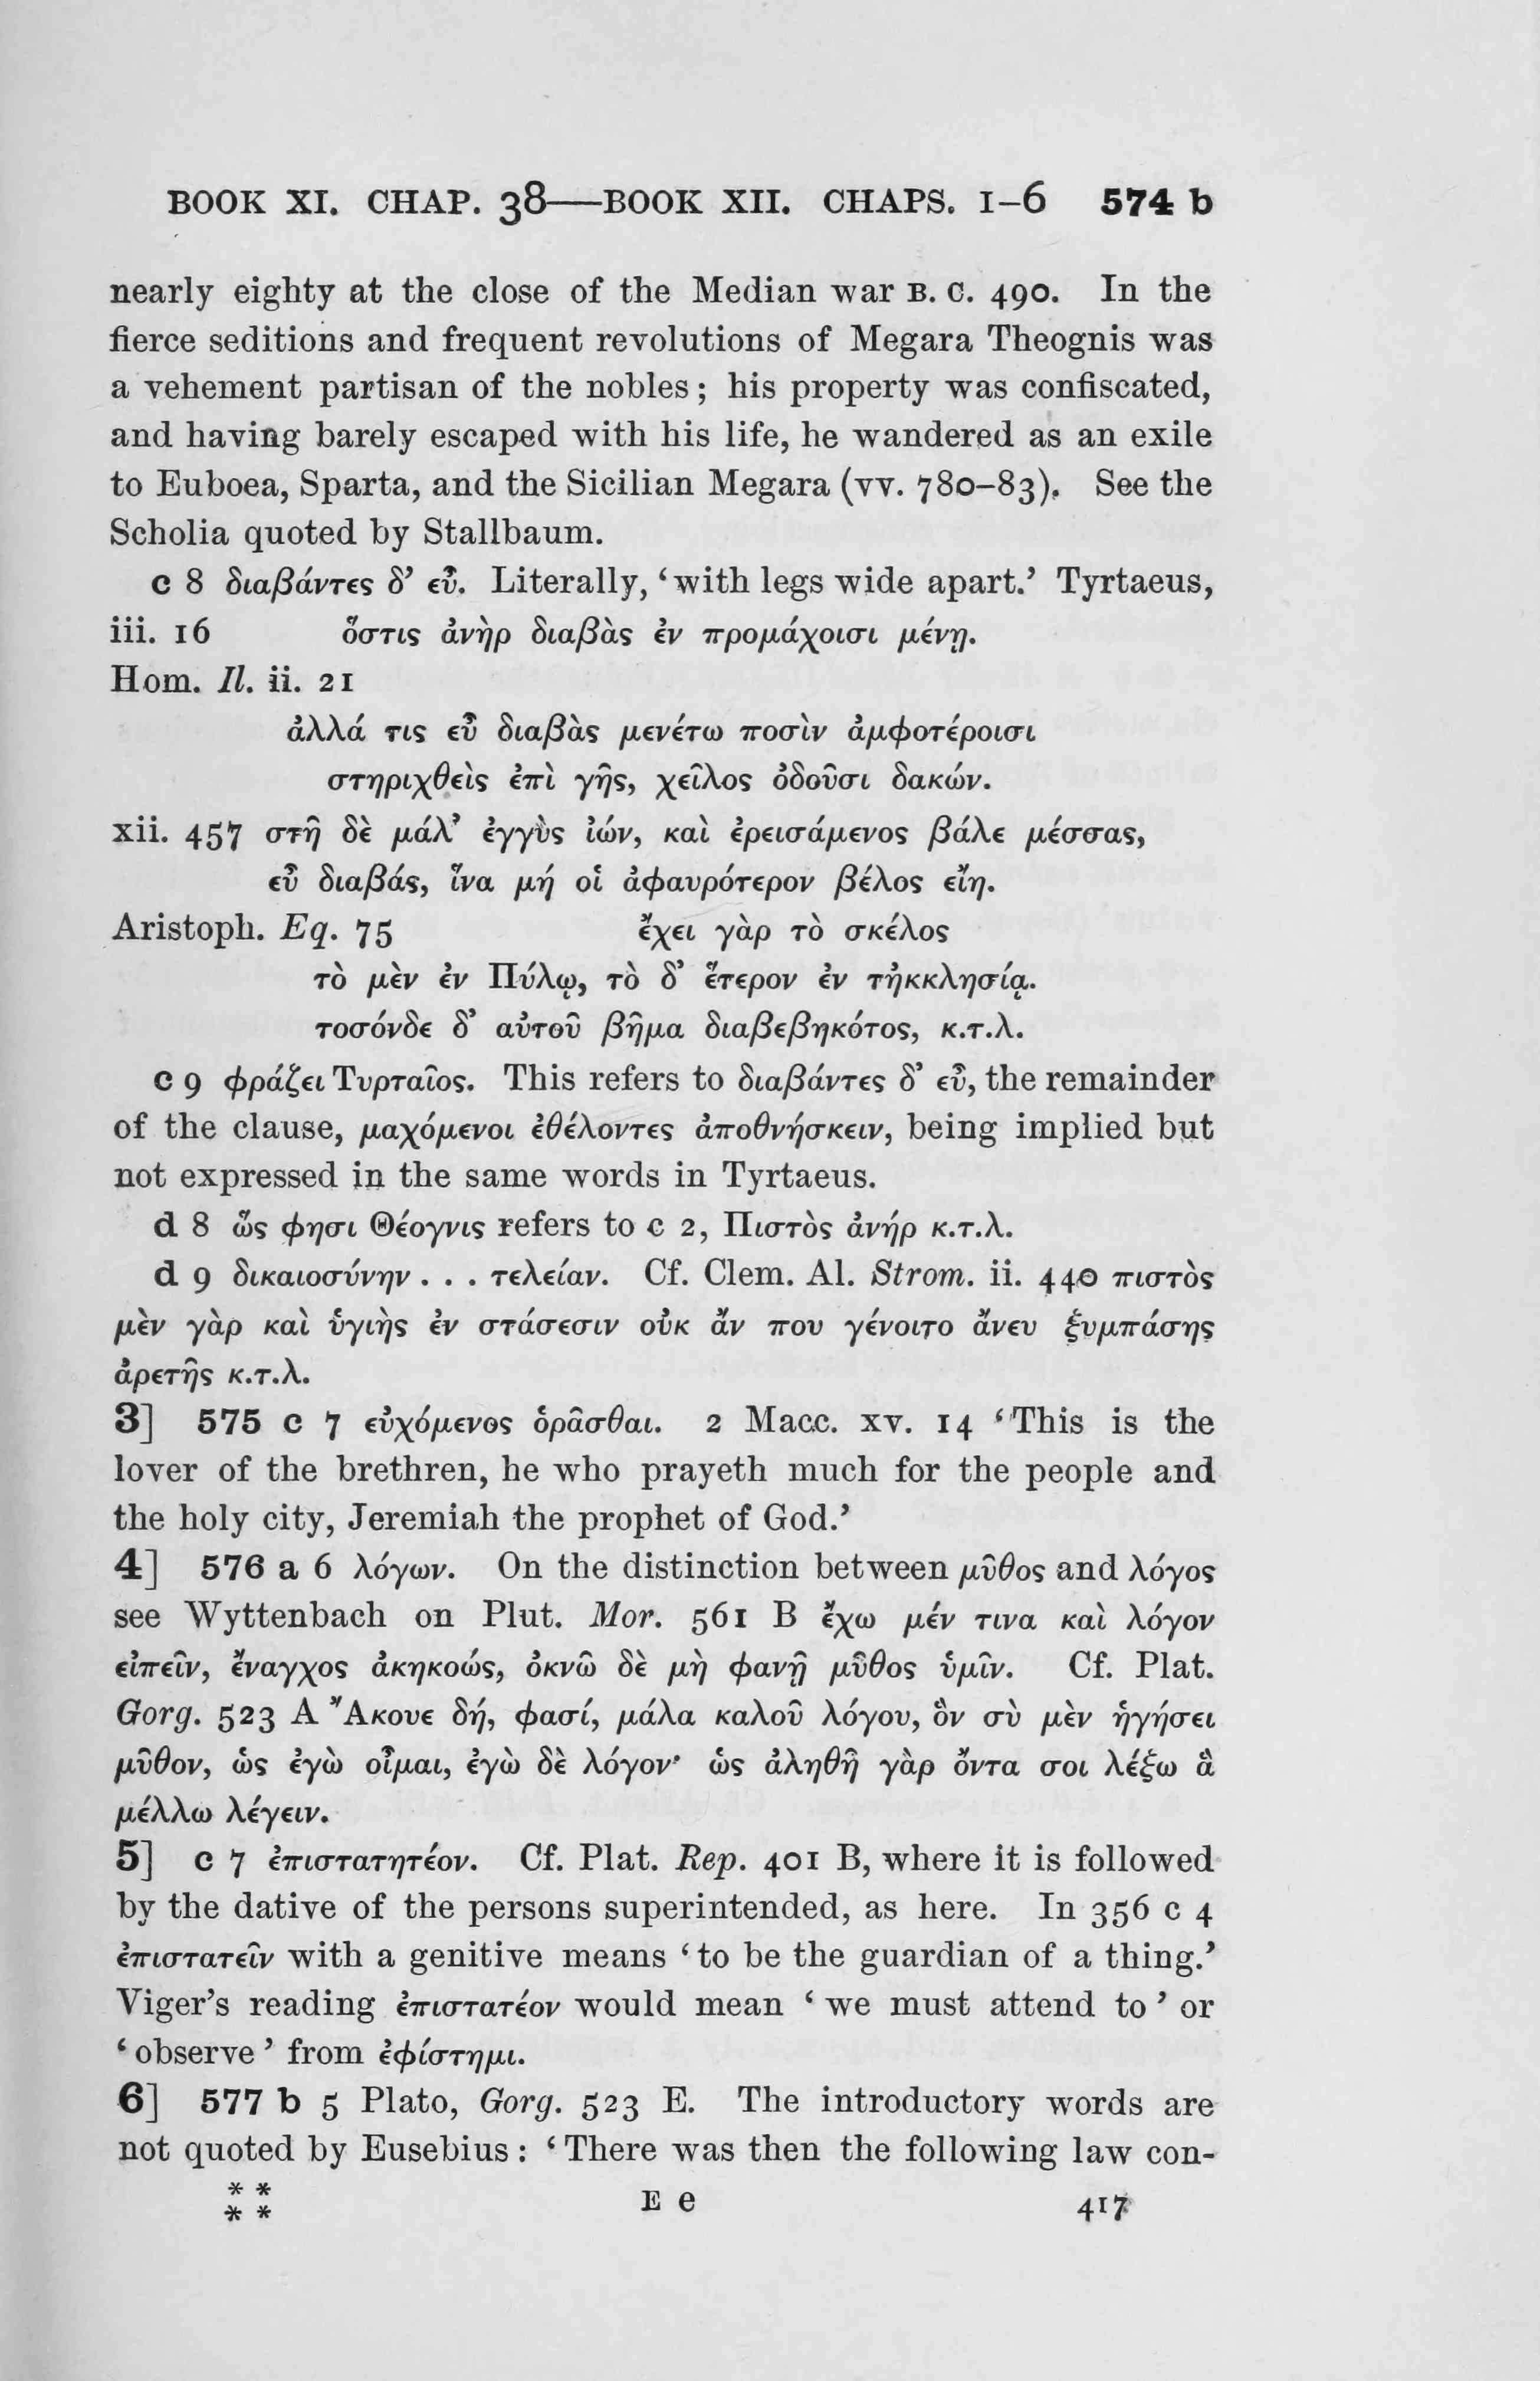 BOOK XI. CHAP. 38—BOOK XII. CHAPS. 1–6 574 b
nearly eighty at the close of the Median war B. C. 490. In the
fierce seditions and frequent revolutions of Megara Theognis was
a vehement partisan of the nobles; his property was confiscated,
and having barely escaped with his life, he wandered as an exile
to Euboea, Sparta, and the Sicilian Megara (vv. 780–83). See the
Scholia quoted by Stallbaum.
c 8 διαβάντες δ’ εὖ. Literally, ‘with legs wide apart.’ Tyrtaeus,
iii. 16 ὅστις ἀνὴρ διαβὰς ἐν προμάχοισι μένῃ.
Hom. Il. ii. 21
ἀλλά τις εὖ διαβὰς μενέτω ποσὶν ἀμφοτέροισι
στηριχθεὶς ἐπὶ γῆς, χεῖλος ὀδοῦσι δακών.
xii. 457 στῆ δὲ μάλ’ ἐγγὺς ἰών, καὶ ἐρεισάμενος βάλε μέσσας,
εὖ διαβάς, ἵνα μή οἱ ἀφαυρότερον βέλος εἴη.
Aristoph. Eq. 75 ἔχει γὰρ τὸ σκέλος
τὸ μὲν ἐν Πύλῳ, τὸ δ’ ἕτερον ἐν τἠκκλησίᾳ.
τοσόνδε δ’ αὐτοῦ βῆμα διαβεβηκότος, κ.τ.λ.
c 9 φράζει Τυρταῖος. This refers to διαβάντες δ’ εὖ, the remainder
of the clause, μαχόμενοι ἐθέλοντες ἀποθνήσκειν, being implied but
not expressed in the same words in Tyrtaeus.
d 8 ὥς φησι Θέογνις refers to c 2, Πιστὸς ἀνήρ κ.τ.λ.
d 9 δικαιοσύνην . . . τελείαν. Cf. Clem. Al. Strom. ii. 440 πιστὸς
μὲν γὰρ καὶ ὑγιὴς ἐν στάσεσιν οὐκ ἄν που γένοιτο ἄνευ ξυμπάσης
ἀρετῆς κ.τ.λ.
3] 575 c 7 εὐχόμενος ὁρᾶσθαι. 2 Macc. xv. 14 ‘This is the
lover of the brethren, he who prayeth much for the people and
the holy city, Jeremiah the prophet of God.’
4] 576 a 6 λόγων. On the distinction between μῦθος and λόγος
see Wyttenbach on Plut. Mor. 561 B ἔχω μέν τινα καὶ λόγον
εἰπεῖν, ἔναγχος ἀκηκοώς, ὀκνῶ δὲ μὴ φανῇ μῦθος ὑμῖν. Cf. Plat.
Gorg. 523 A Ἄκουε δή, φασί, μάλα καλοῦ λόγου, ὃν σὺ μὲν ἡγήσει
μῦθον, ὡς ἐγὼ οἶμαι, ἐγὼ δὲ λόγον· ὡς ἀληθῆ γὰρ ὄντα σοι λέξω ἃ
μέλλω λέγειν.
5] c 7 ἐπιστατητέον. Cf. Plat. Rep. 401 B, where it is followed
by the dative of the persons superintended, as here. In 356 c 4
ἐπιστατεῖν with a genitive means ‘to be the guardian of a thing.’
Viger’s reading ἐπιστατέον would mean ‘we must attend to’ or
‘observe’ from ἐφίστημι.
6] 577 b 5 Plato, Gorg. 523 E. The introductory words are
not quoted by Eusebius: ‘There was then the following law con-
* * E e 417
* *